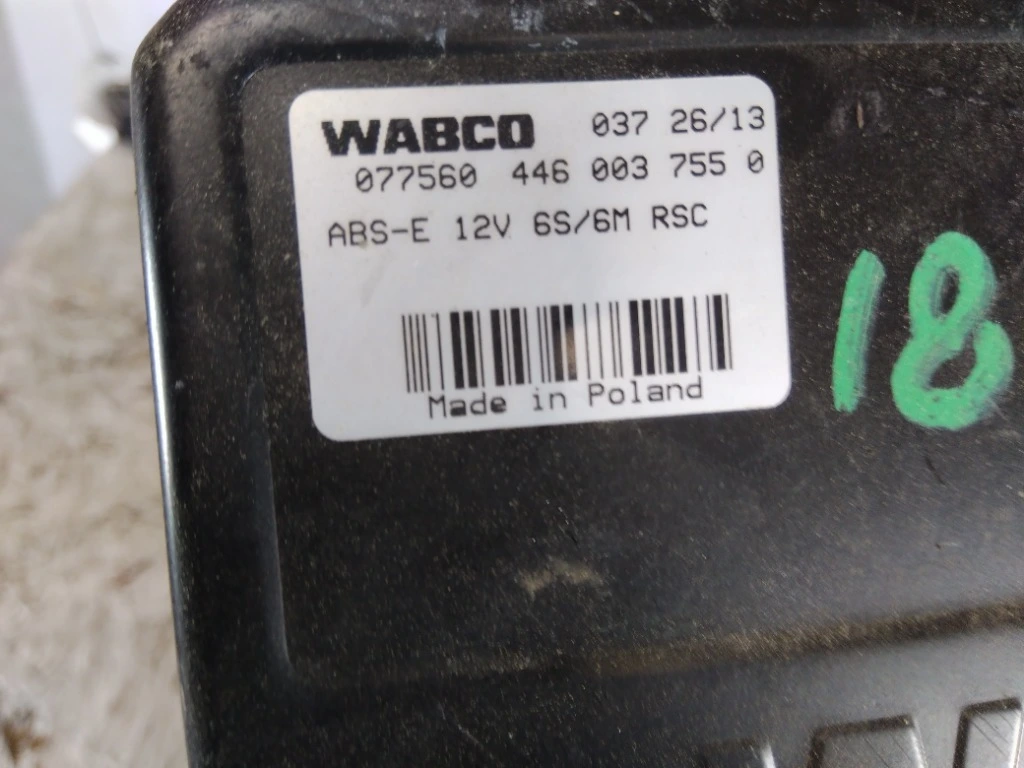 WABCO 037 26/13
077560 446 003 755 0
ABS-E 12V 6S/6M RSC
Made in Poland
18